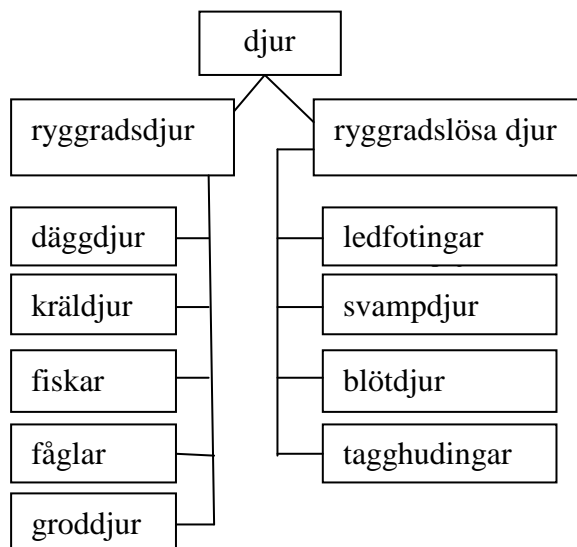 djur
ryggradsdjur
ryggradslösa djur
däggdjur
kräldjur
fiskar
fåglar
groddjur
ledfotingar
svampdjur
blötdjur
tagghudingar